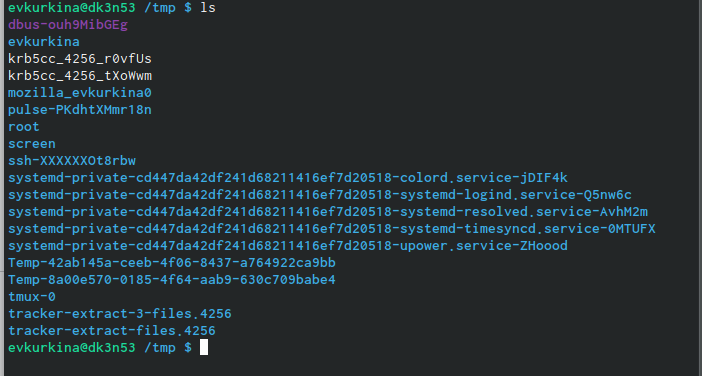 evkurkina@dk3n53 /tmp $ ls
dbus-ouh9MibGEg
evkurkina
krb5cc_4256_r0vfUs
krb5cc_4256_tXoWwm
mozilla_evkurkina0
pulse-PKdhtXMmr18n
root
screen
ssh-XXXXXXOt8rbw
systemd-private-cd447da42df241d68211416ef7d20518-colord.service-jDIF4k
systemd-private-cd447da42df241d68211416ef7d20518-systemd-logind.service-Q5nw6c
systemd-private-cd447da42df241d68211416ef7d20518-systemd-resolved.service-AvhM2m
systemd-private-cd447da42df241d68211416ef7d20518-systemd-timesyncd.service-0MTUFX
systemd-private-cd447da42df241d68211416ef7d20518-upower.service-ZHoood
Temp-42ab145a-ceeb-4f06-8437-a764922ca9bb
Temp-8a00e570-0185-4f64-aab9-630c709babe4
tmux-0
tracker-extract-3-files.4256
tracker-extract-files.4256
evkurkina@dk3n53 /tmp $